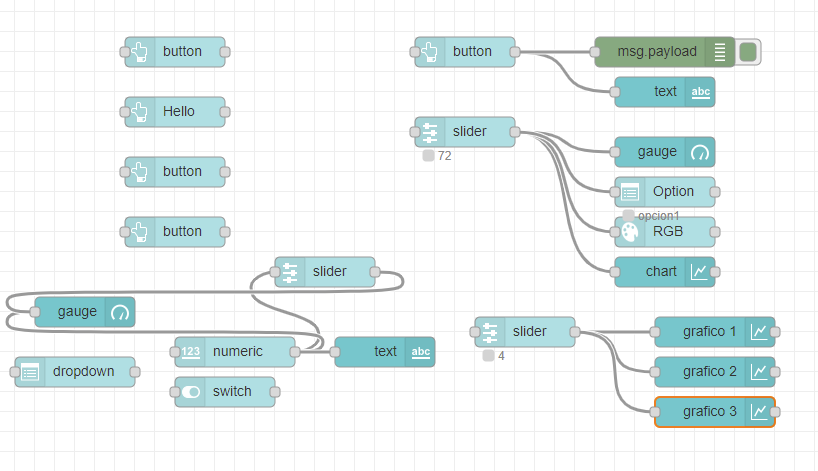 button
button
msg.payload
text
abc
Hello
slider
72
gauge
button
Option
opcion1
button
RGB
slider
chart
gauge
slider
grafico 1
123
numeric
text
abc
4
dropdown
grafico 2
switch
grafico 3